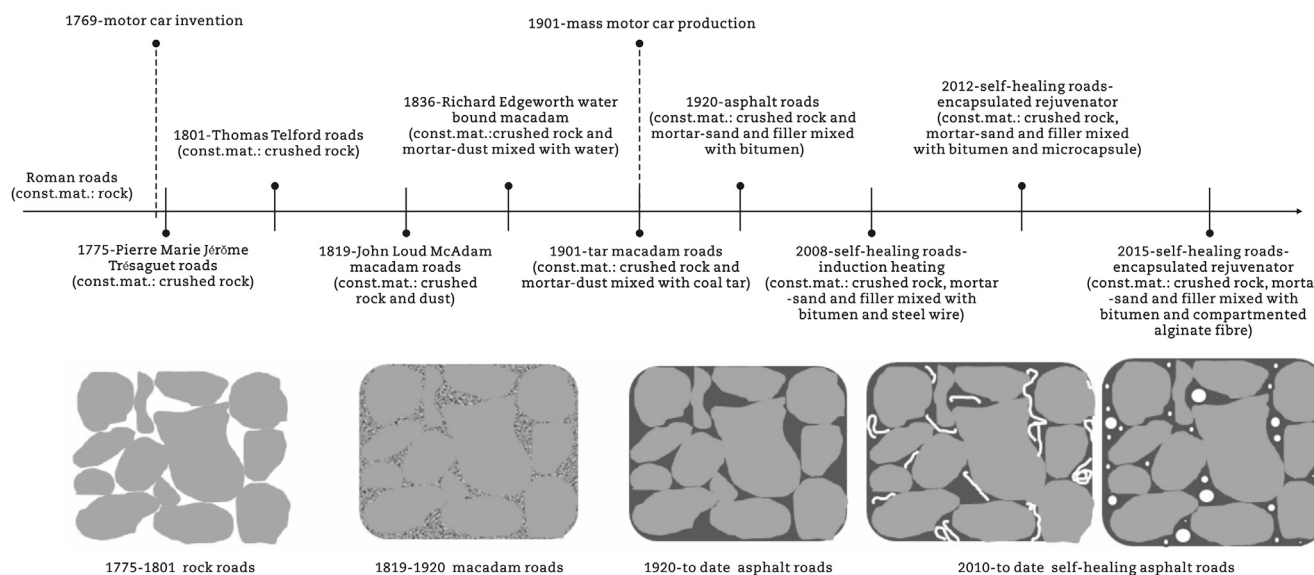 1769-motor car invention
1901-mass motor car production
1836-Richard Edgeworth water
bound macadam
(const.mat.:crushed rock and
mortar-dust mixed with water)
1920-asphalt roads
(const.mat.: crushed rock and
mortar-sand and filler mixed
with bitumen)
2012-self-healing roads-
encapsulated rejuvenator
(const.mat.: crushed rock,
mortar-sand and filler mixed
with bitumen and microcapsule)
1801-Thomas Telford roads
(const.mat.: crushed rock)
Roman roads
(const.mat.: rock)
1775-Pierre Marie Jérŏme
Trésaguet roads
(const.mat.: crushed rock)
1819-John Loud McAdam
macadam roads
(const.mat.: crushed
rock and dust)
1901-tar macadam roads
(const.mat.: crushed rock and
mortar-dust mixed with coal tar)
2008-self-healing roads-
induction heating
(const.mat.: crushed rock, mortar
-sand and filler mixed with
bitumen and steel wire)
2015-self-healing roads-
encapsulated rejuvenator
(const.mat.: crushed rock, morta
-sand and filler mixed with
bitumen and compartmented
alginate fibre)
1775-1801 rock roads
1819-1920 macadam roads
1920-to date asphalt roads
2010-to date self-healing asphalt roads